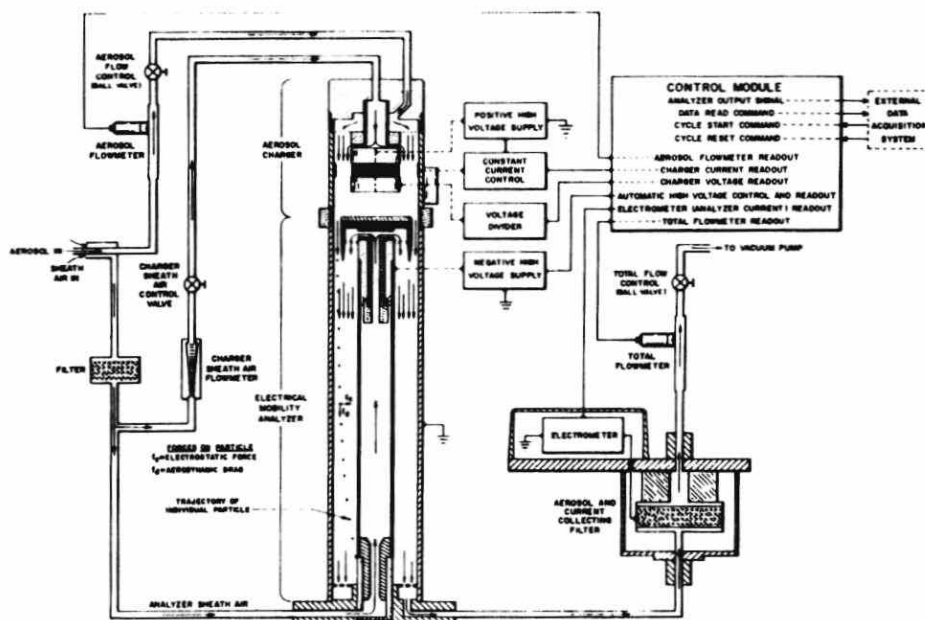 AEROSOL
FLOW
CONTROL
(BALL VALVE)
AEROSOL
FLOWMETER
AEROSOL IN
SHEATH
AIR IN
FILTER
CHARGER
SHEATH
AIR
CONTROL
VALVE
CHARGER
SHEATH AIR
FLOWMETER
FORCES ON PARTICLE
=ELECTROSTATIC FORCE
=AERODYNAMIC DRAG
TRAJECTORY OF
INDIVIDUAL PARTICLE
ANALYZER SHEATH AIR
AEROSOL
CHARGER
ELECTRICAL
MOBILITY
ANALYZER
POSITIVE HIGH
VOLTAGE SUPPLY
CONSTANT
CURRENT
CONTROL
VOLTAGE
DIVIDER
NEGATIVE HIGH
VOLTAGE SUPPLY
CONTROL MODULE
ANALYZER OUTPUT SIGNAL
DATA READ COMMAND
CYCLE START COMMAND
CYCLE RESET COMMAND
AEROSOL FLOWMETER READOUT
CHARGER CURRENT READOUT
CHARGER VOLTAGE READOUT
AUTOMATIC HIGH VOLTAGE CONTROL AND READOUT
ELECTROMETER (ANALYZER CURRENT) READOUT
TOTAL FLOWMETER READOUT
EXTERNAL
DATA
ACQUISITION
SYSTEM
TO VACUUM PUMP
TOTAL FLOW
CONTROL
(BALL VALVE)
TOTAL
FLOWMETER
ELECTROMETER
AEROSOL AND
CURRENT
COLLECTING
FILTER